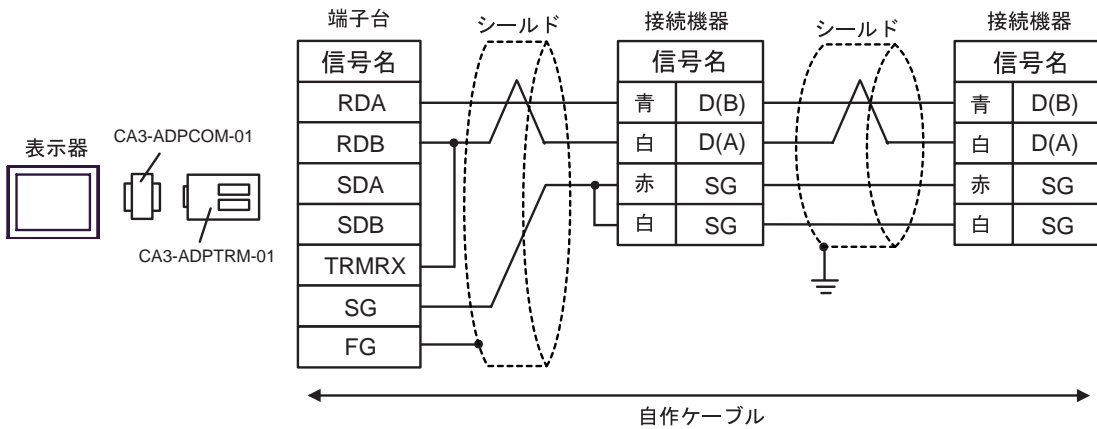 端子台
シールド
接続機器
シールド
接続機器
信号名
信号名
信号名
RDA
青 D(B)
青 D(B)
表示器
CA3-ADPCOM-01
RDB
白 D(A)
白 D(A)
SDA
赤 SG
赤 SG
SDB
白 SG
白 SG
CA3-ADPTRM-01
TRMRX
SG
FG
自作ケーブル